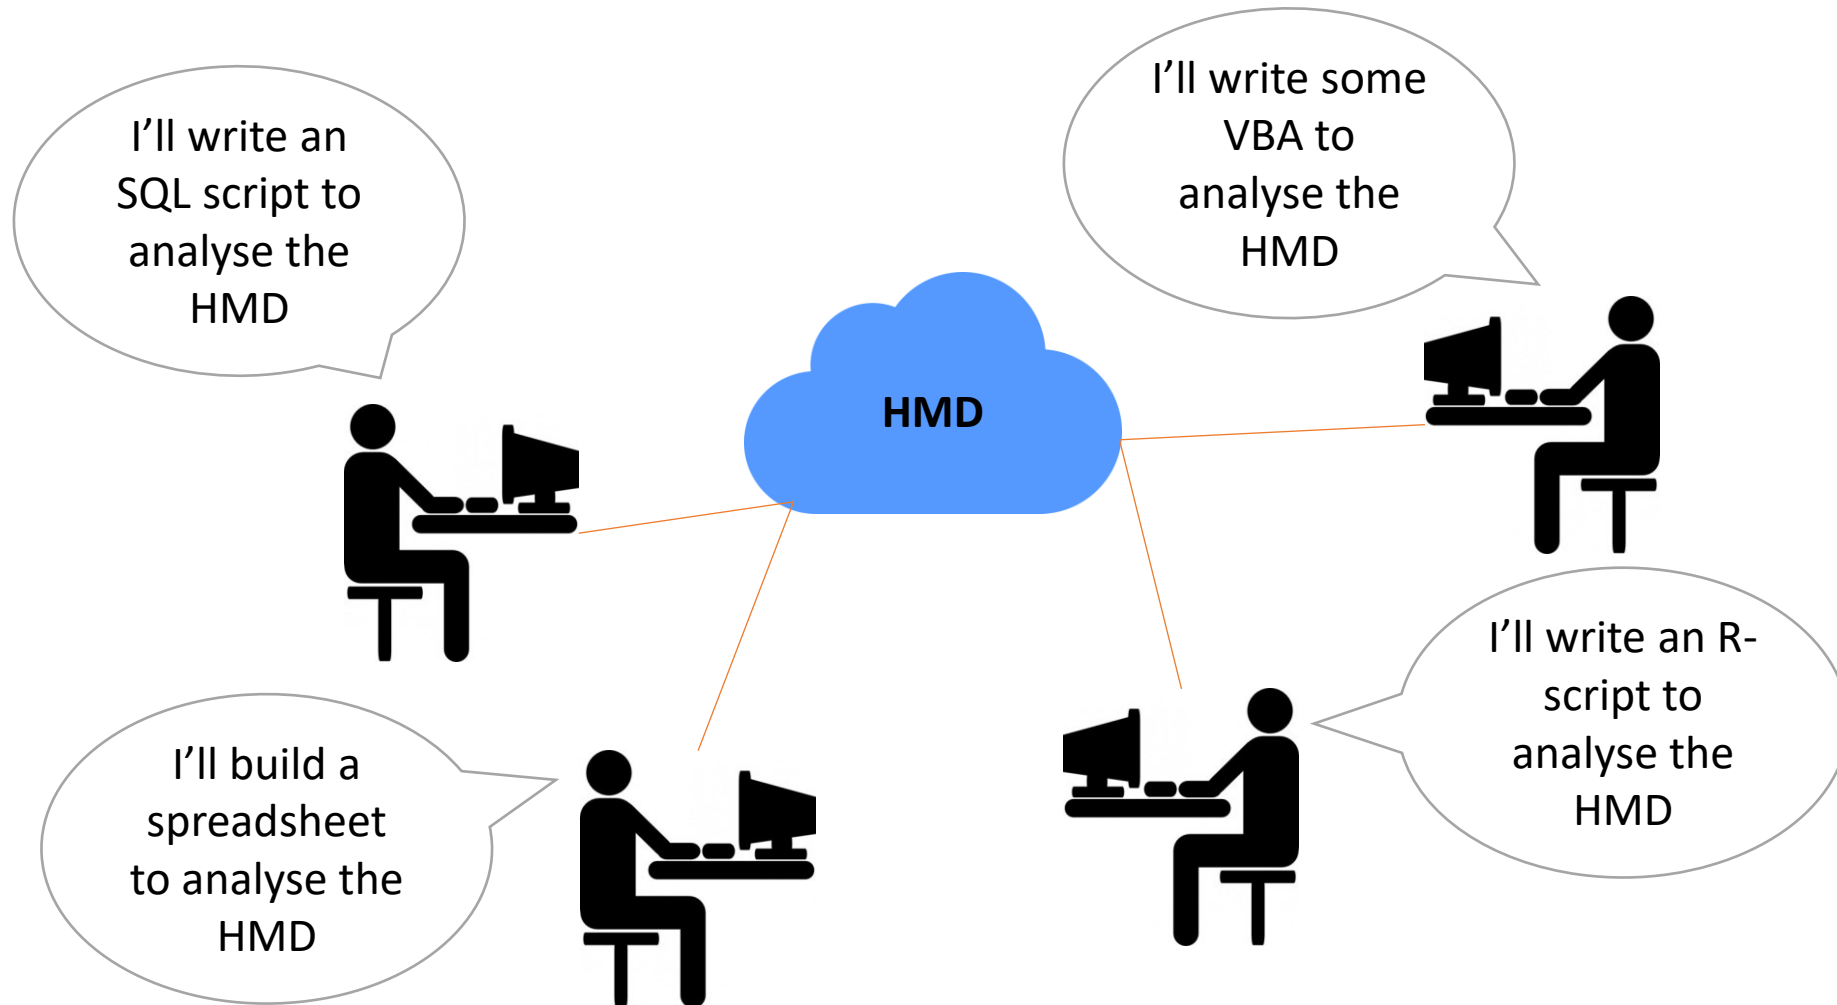 I’ll write an
SQL script to
analyse the
HMD
I’ll write some
VBA to
analyse the
HMD
HMD
I’ll build a
spreadsheet
to analyse the
HMD
I’ll write an R-
script to
analyse the
HMD